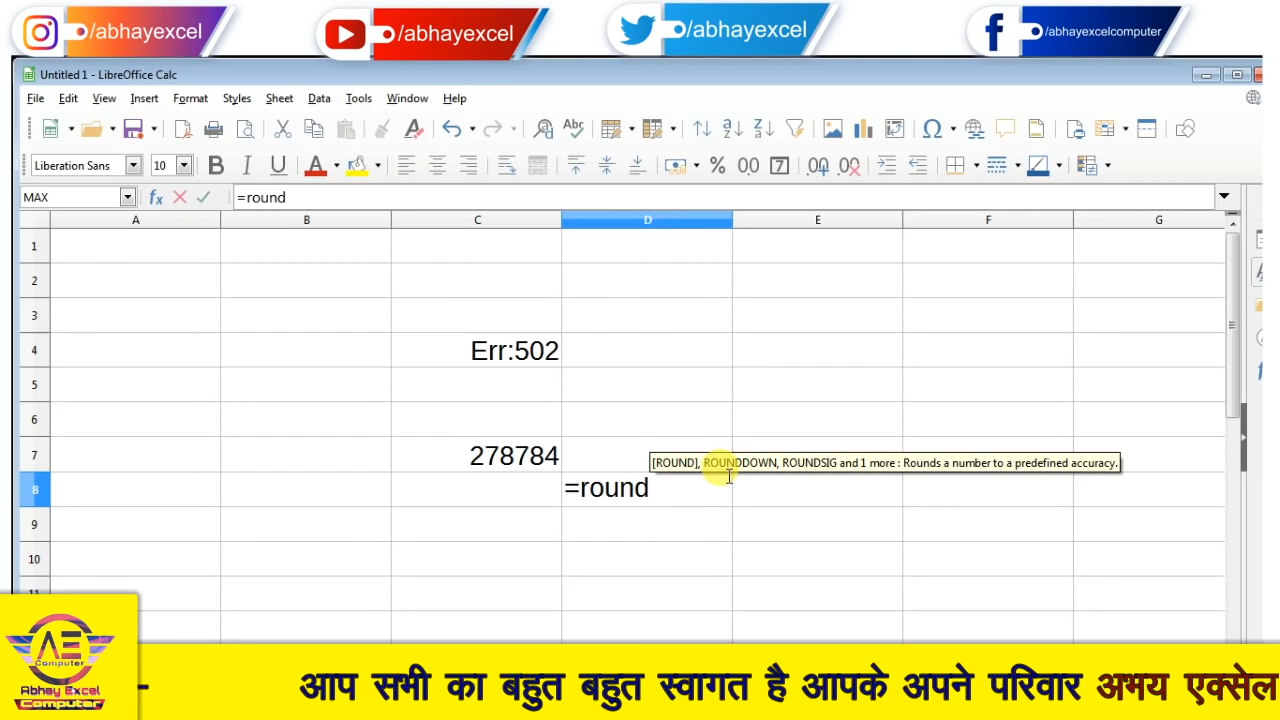 /abhayexcel /abhayexcel /abhayexcel /abhayexcelcomputer
Untitled 1 - LibreOffice Calc
File Edit View Insert Format Styles Sheet Data Tools Window Help
Liberation Sans 10
MAX =round
A B C D E F G
1
2
3
4 Err:502
5
6
7 278784
[ROUND], ROUNDDOWN, ROUNDSIG and 1 more : Rounds a number to a predefined accuracy.
8 =round
9
10
11
AE
Computer
Abhay Excel
Computer
- आप सभी का बहुत बहुत स्वागत है आपके अपने परिवार अभय एक्सेल